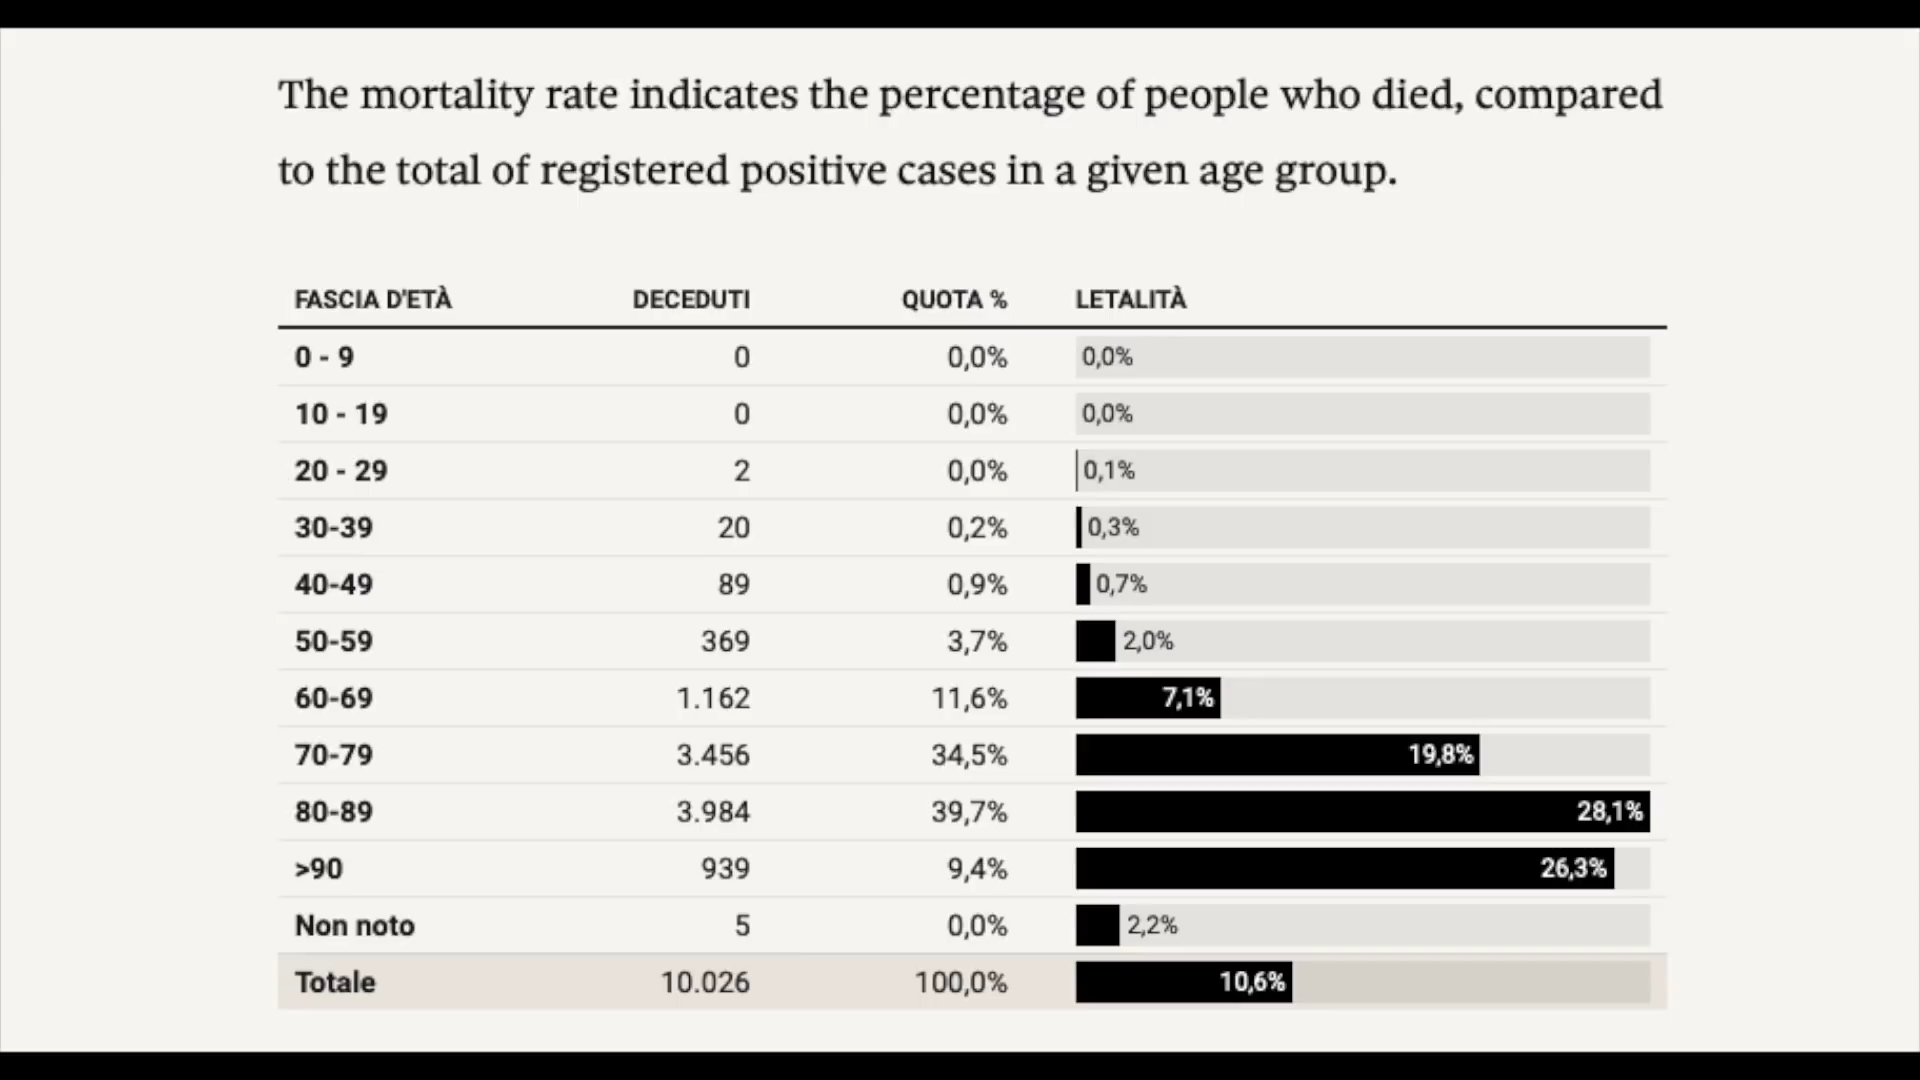 The mortality rate indicates the percentage of people who died, compared
to the total of registered positive cases in a given age group.
FASCIA D'ETÀ DECEDUTI QUOTA % LETALITÀ
0 - 9 0 0,0% 0,0%
10 - 19 0 0,0% 0,0%
20 - 29 2 0,0% 0,1%
30-39 20 0,2% 0,3%
40-49 89 0,9% 0,7%
50-59 369 3,7% 2,0%
60-69 1.162 11,6% 7,1%
70-79 3.456 34,5% 19,8%
80-89 3.984 39,7% 28,1%
>90 939 9,4% 26,3%
Non noto 5 0,0% 2,2%
Totale 10.026 100,0% 10,6%